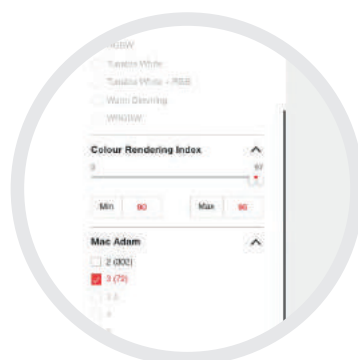 RGBW
Tunable White
Tunable White + RGB
Warm Dimming
Colour Rendering Index
0 97
Min 90 Max 96
Mac Adam
2 (302)
3 (72)